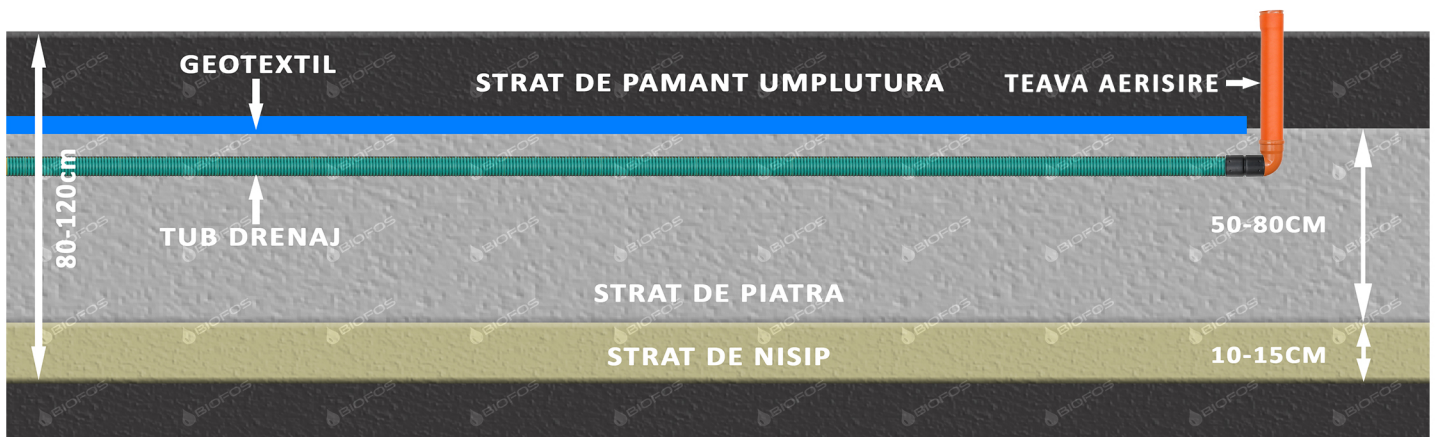 GEOTEXTIL
STRAT DE PAMANT UMPLUTURA
TEAVA AERISIRE
80-120cm
TUB DRENAJ
50-80CM
STRAT DE PIATRA
STRAT DE NISIP
10-15CM
BIOFOS